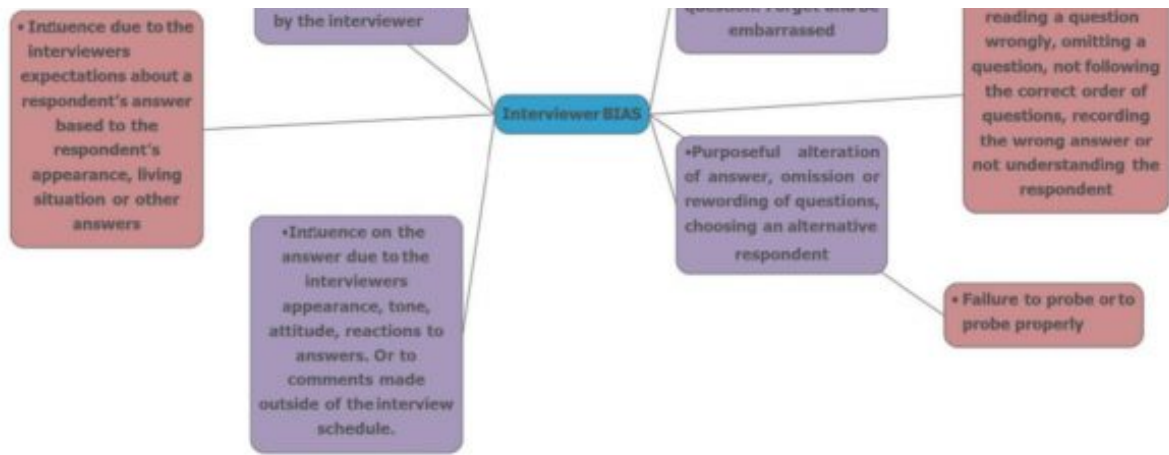 • Influence due to the
interviewers
expectations about a
respondent's answer
based to the
respondent's
appearance, living
situation or other
answers
by the interviewer
•Influence on the
answer due to the
interviewers
appearance, tone,
attitude, reactions to
answers. Or to
comments made
outside of the interview
schedule.
Interviewer BIAS
embarrassed
•Purposeful alteration
of answer, omission or
rewording of questions,
choosing an alternative
respondent
reading a question
wrongly, omitting a
question, not following
the correct order of
questions, recording
the wrong answer or
not understanding the
respondent
• Failure to probe or to
probe properly